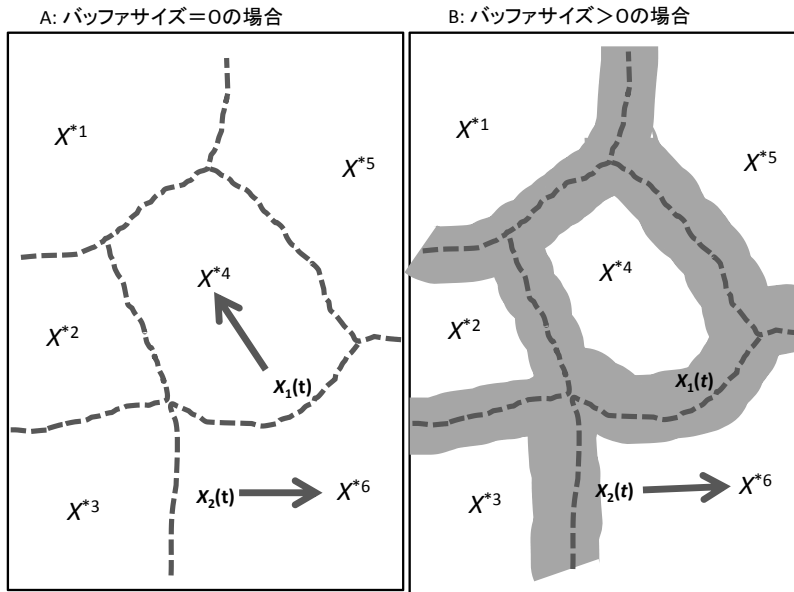 A: バッファサイズ=0の場合
X*1
X*5
X*4
X*2
X₁(t)
X₂(t)
X*6
X*3
B: バッファサイズ>0の場合
X*1
X*5
X*4
X*2
X₁(t)
X₂(t)
X*6
X*3